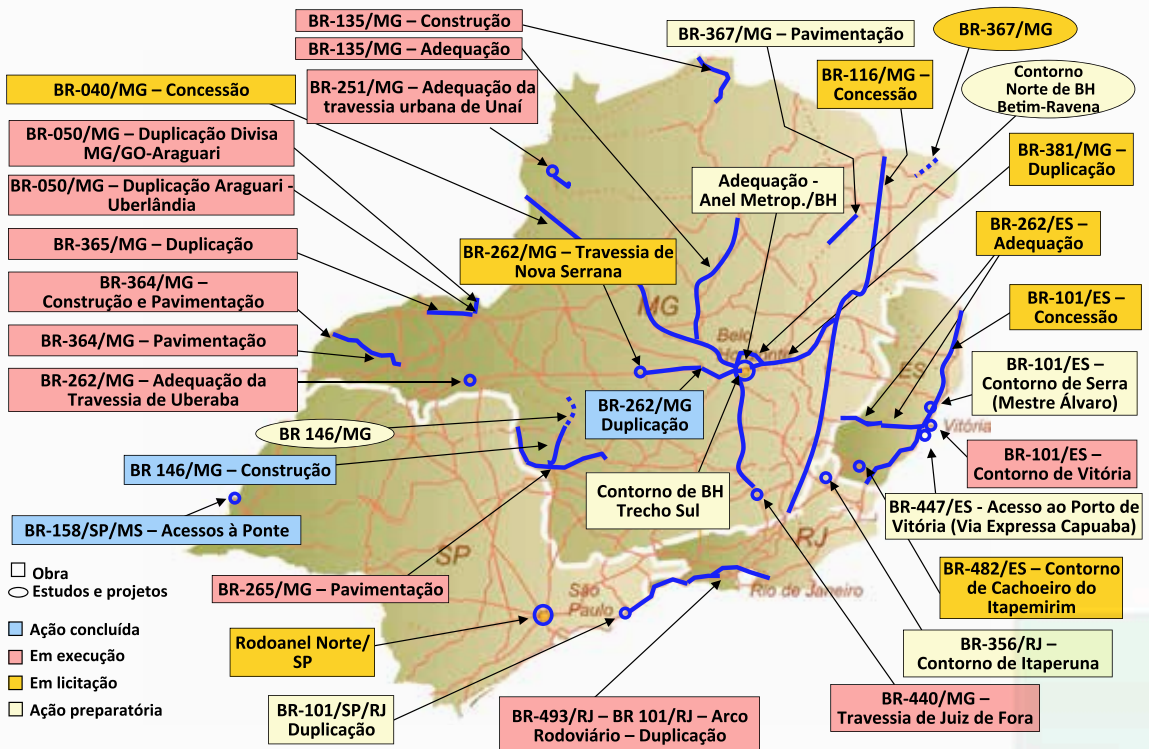 BR-135/MG – Construção
BR-135/MG – Adequação
BR-251/MG – Adequação da
travessia urbana de Unaí
BR-367/MG – Pavimentação
BR-367/MG
BR-116/MG –
Concessão
Contorno
Norte de BH
Betim-Ravena
BR-381/MG –
Duplicação
BR-040/MG – Concessão
BR-050/MG – Duplicação Divisa
MG/GO-Araguari
BR-050/MG – Duplicação Araguari -
Uberlândia
BR-365/MG – Duplicação
BR-364/MG –
Construção e Pavimentação
BR-364/MG – Pavimentação
BR-262/MG – Adequação da
Travessia de Uberaba
Adequação -
Anel Metrop./BH
BR-262/MG – Travessia de
Nova Serrana
BR-262/ES –
Adequação
BR-101/ES –
Concessão
BR-101/ES –
Contorno de Serra
(Mestre Álvaro)
MG
Belo
Horizonte
ES
Vitória
BR-262/MG
Duplicação
BR 146/MG
BR 146/MG – Construção
BR-158/SP/MS – Acessos à Ponte
Contorno de BH
Trecho Sul
BR-101/ES –
Contorno de Vitória
BR-447/ES - Acesso ao Porto de
Vitória (Via Expressa Capuaba)
BR-482/ES – Contorno
de Cachoeiro do
Itapemirim
SP
RJ
São
Paulo
Rio de Janeiro
BR-265/MG – Pavimentação
Rodoanel Norte/
SP
BR-101/SP/RJ
Duplicação
BR-493/RJ – BR 101/RJ – Arco
Rodoviário – Duplicação
BR-356/RJ –
Contorno de Itaperuna
BR-440/MG –
Travessia de Juiz de Fora
Obra
Estudos e projetos
Ação concluída
Em execução
Em licitação
Ação preparatória